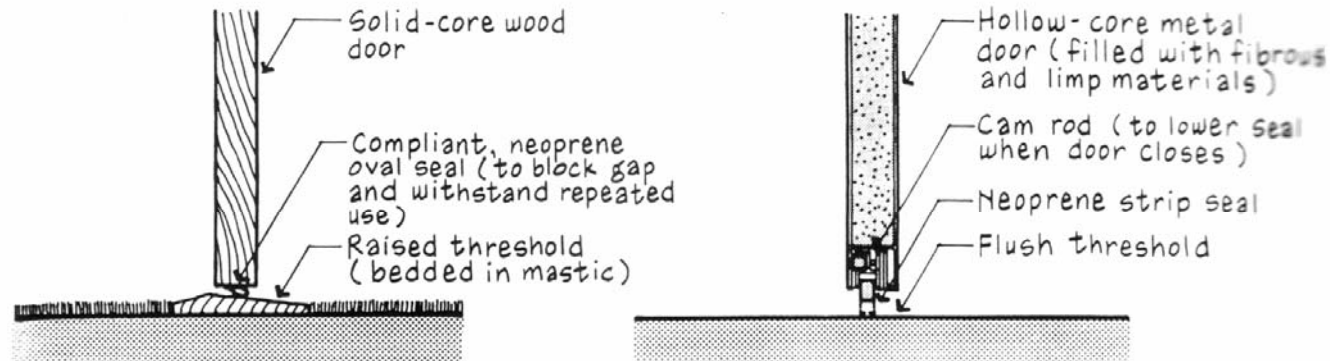 Solid-core wood
door
Compliant, neoprene
oval seal (to block gap
and withstand repeated
use)
Raised threshold
(bedded in mastic)
Hollow-core metal
door (filled with fibrous
and limp materials)
Cam rod (to lower seal
when door closes)
Neoprene strip seal
Flush threshold